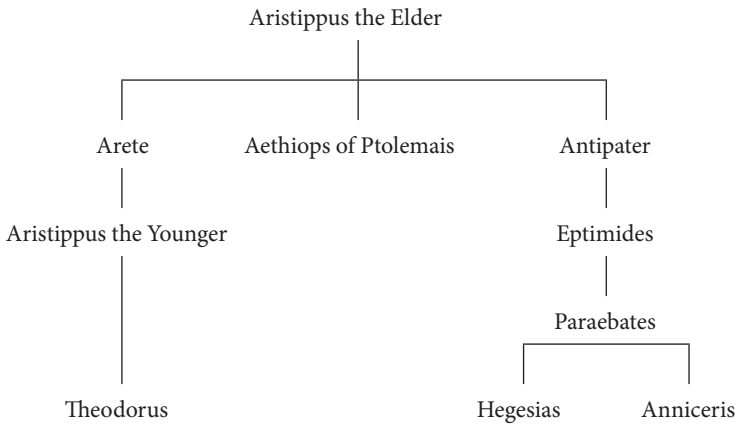 Aristippus the Elder
Arete
Aethiops of Ptolemais
Antipater
Aristippus the Younger
Eptimides
Paraebates
Theodorus
Hegesias
Anniceris